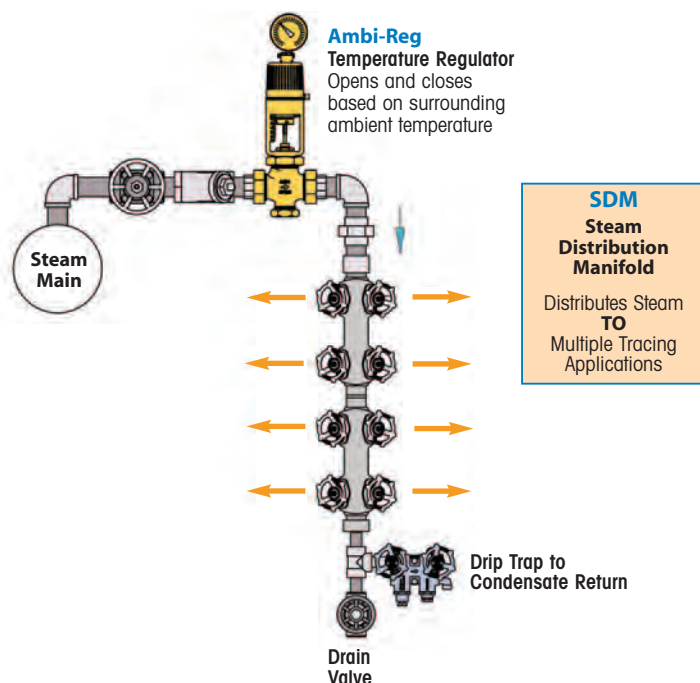 Ambi-Reg
Temperature Regulator
Opens and closes
based on surrounding
ambient temperature
Steam
Main
SDM
Steam
Distribution
Manifold
Distributes Steam
TO
Multiple Tracing
Applications
Drip Trap to
Condensate Return
Drain
Valve